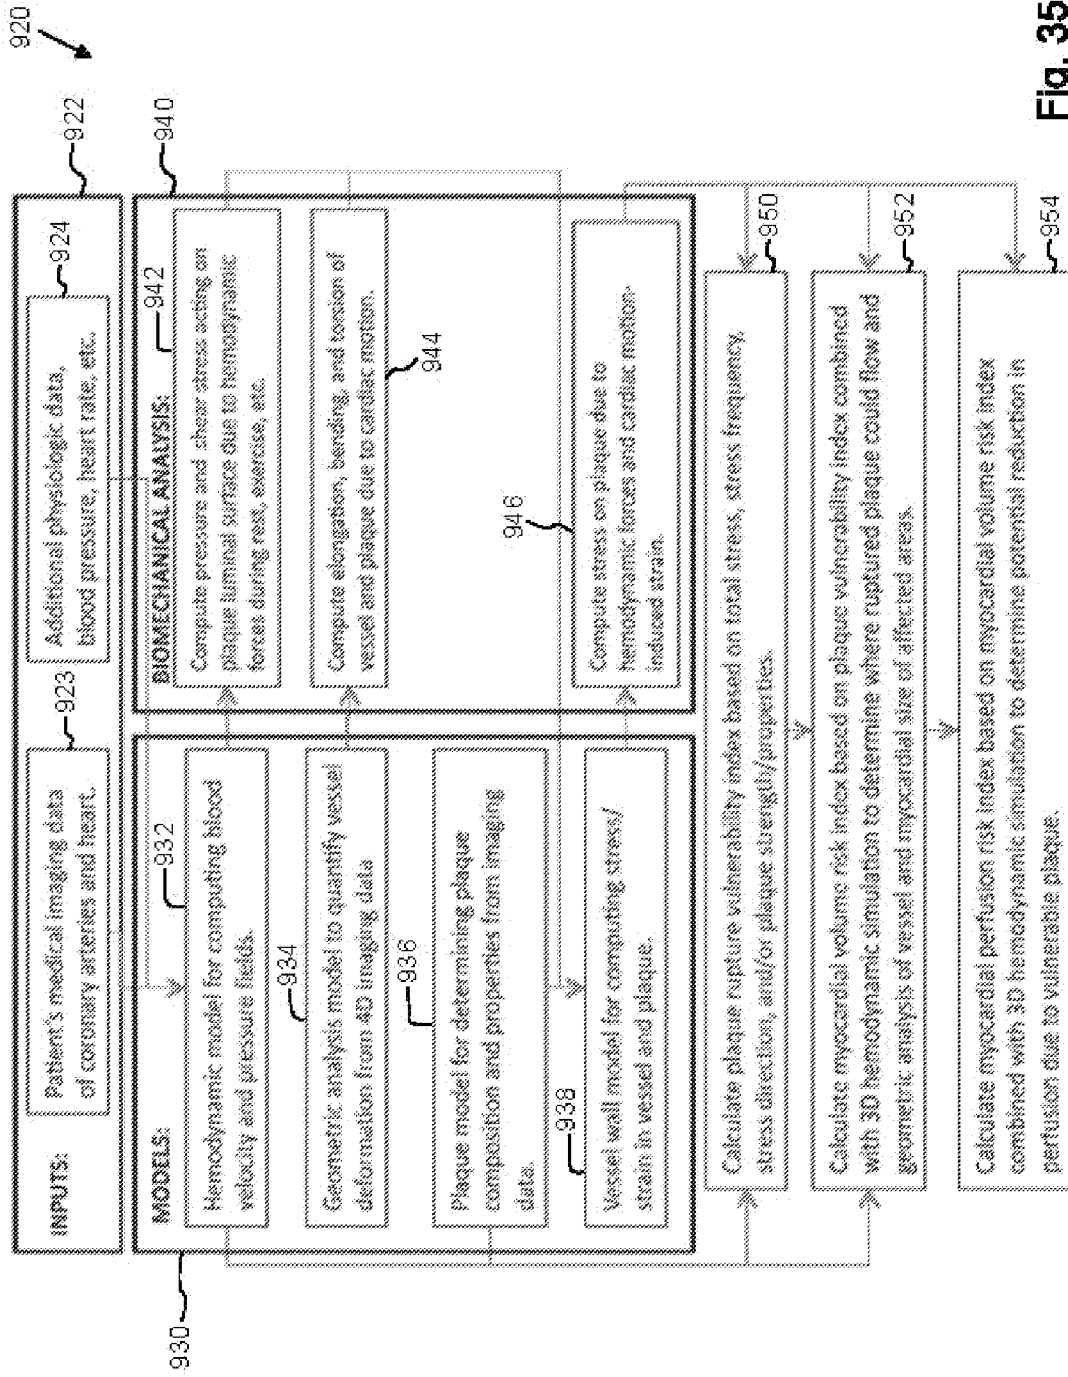 920
922
INPUTS:
923
Patient's medical imaging data
of coronary arteries and heart.
924
Additional physiologic data,
blood pressure, heart rate, etc.
930
MODELS:
932
Hemodynamic model for computing blood
velocity and pressure fields.
934
Geometric analysis model to quantify vessel
deformation from 4D imaging data
936
Plaque model for determining plaque
composition and properties from imaging
data.
938
Vessel wall model for computing stress/
strain in vessel and plaque.
940
BIOMECHANICAL ANALYSIS:
942
Compute pressure and shear stress acting on
plaque luminal surface due to hemodynamic
forces during rest, exercise, etc.
Compute elongation, bending, and torsion of
vessel and plaque due to cardiac motion.
944
946
Compute stress on plaque due to
hemodynamic forces and cardiac motion-
induced strain.
950
Calculate plaque rupture vulnerability index based on total stress, stress frequency,
stress direction, and/or plaque strength/properties.
952
Calculate myocardial volume risk index based on plaque vulnerability index combined
with 3D hemodynamic simulation to determine where ruptured plaque could flow and
geometric analysis of vessel and myocardial size of affected areas.
954
Calculate myocardial perfusion risk index based on myocardial volume risk index
combined with 3D hemodynamic simulation to determine potential reduction in
perfusion due to vulnerable plaque.
Fig. 35